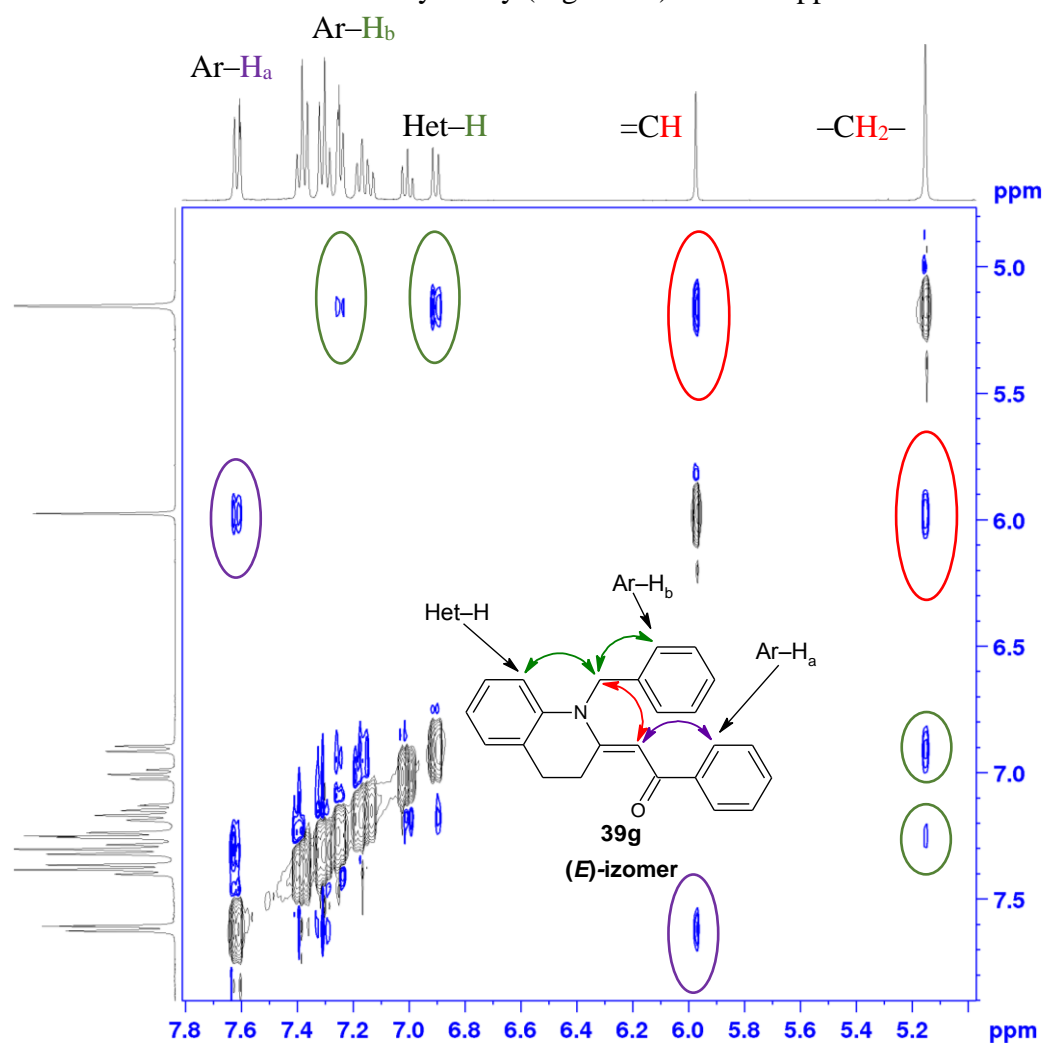 Ar–Hb
Ar–Ha
Het–H
=CH
–CH2–
ppm
5.0
5.5
6.0
6.5
7.0
7.5
Ar–Hb
Het–H
Ar–Ha
N
O
39g
(E)-izomer
7.8 7.6 7.4 7.2 7.0 6.8 6.6 6.4 6.2 6.0 5.8 5.6 5.4 5.2 ppm